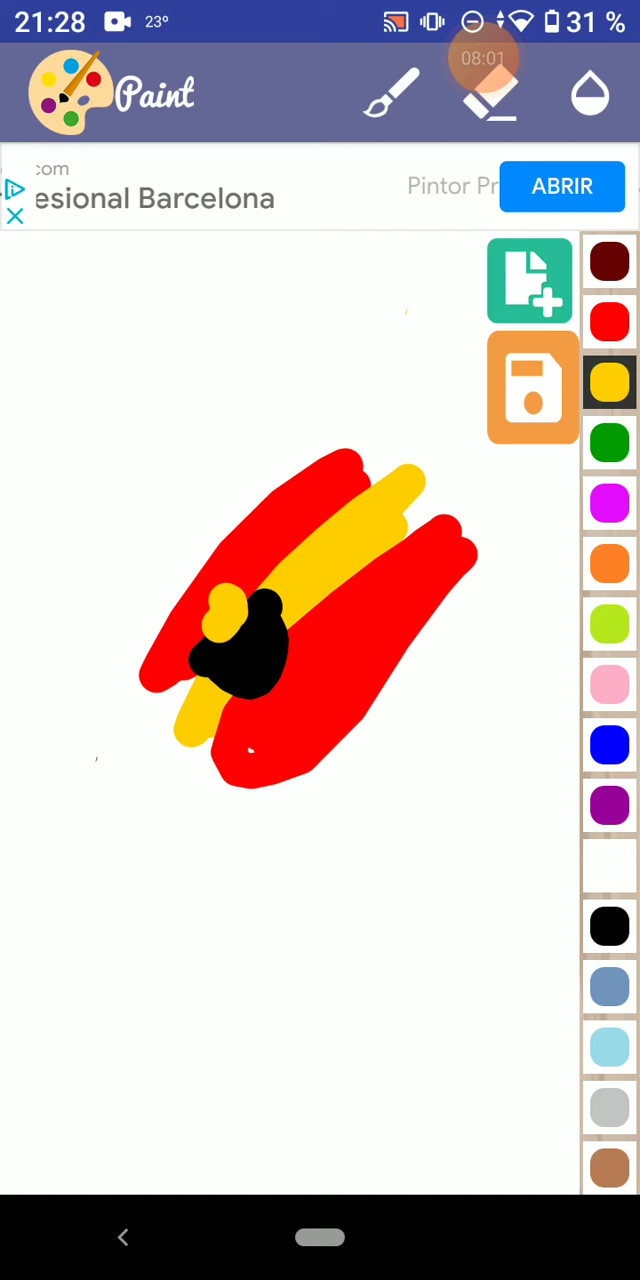 21:28 23° 31 %
08:01
Paint
com
esional Barcelona
Pintor Pr
ABRIR